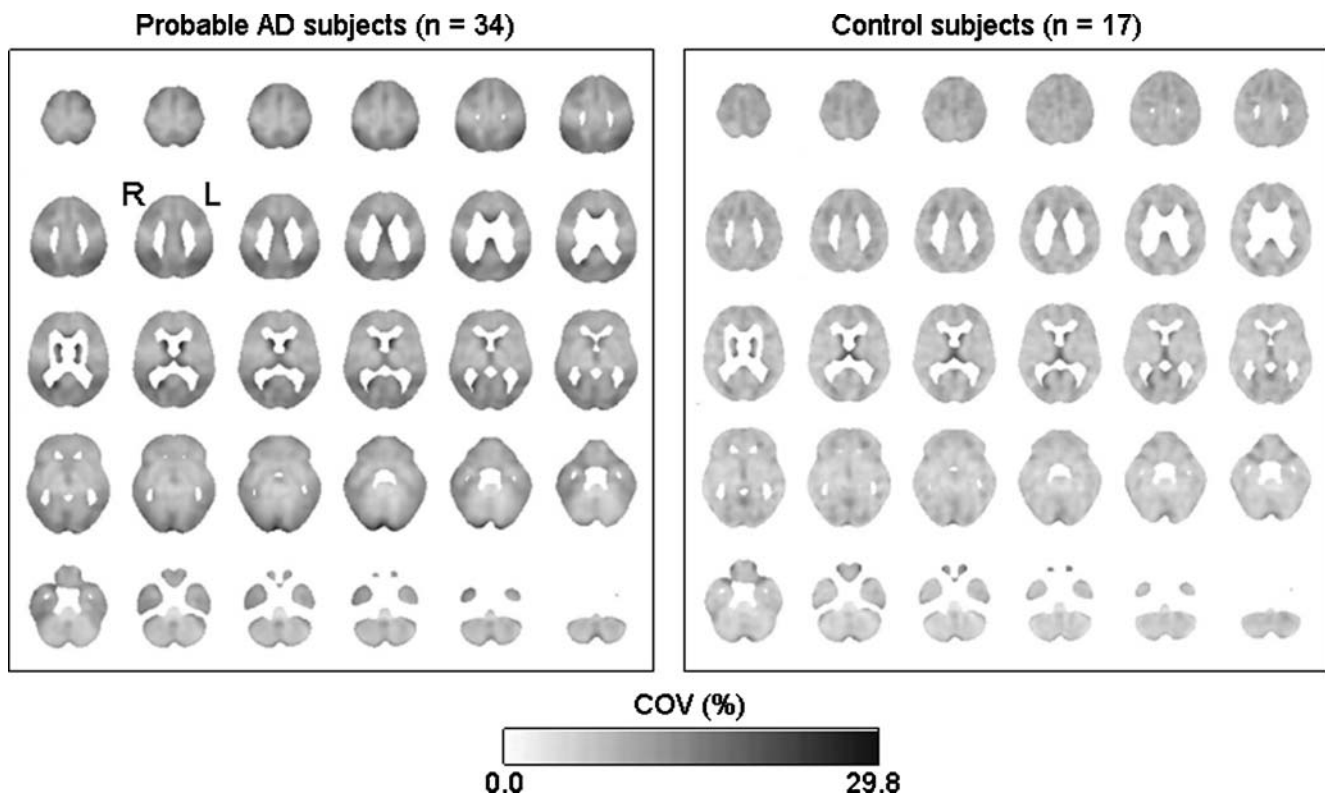 Probable AD subjects (n = 34)
Control subjects (n = 17)
R L
COV (%)
0.0 29.8